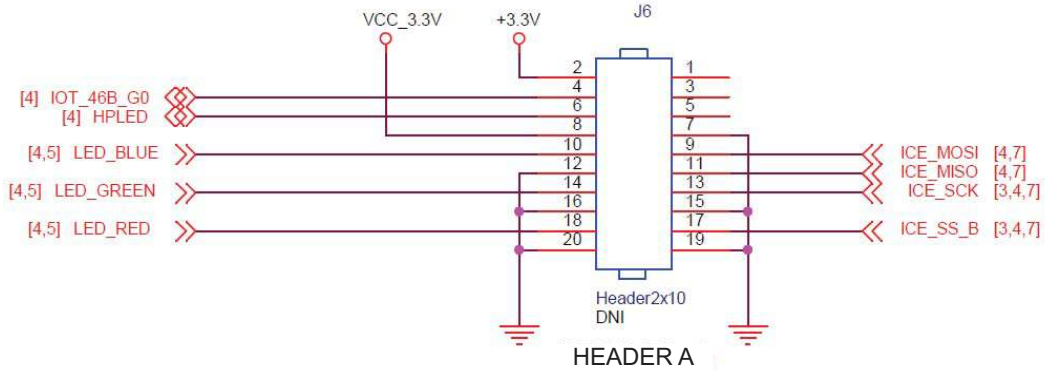 J6
VCC_3.3V +3.3V
2 1
[4] IOT_46B_G0 4 3
[4] HPLED 6 5
8 7
[4,5] LED_BLUE 10 9 ICE_MOSI [4,7]
12 11 ICE_MISO [4,7]
[4,5] LED_GREEN 14 13 ICE_SCK [3,4,7]
16 15
[4,5] LED_RED 18 17 ICE_SS_B [3,4,7]
20 19
Header2x10
DNI
HEADER A